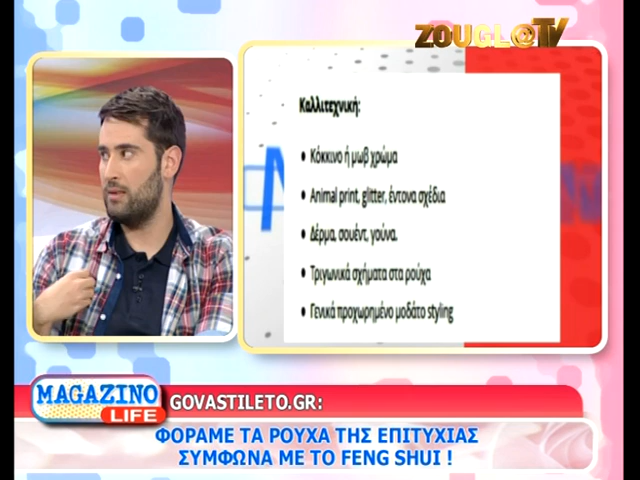 ZOUGL@TV
Καλλιτεχνική:
• Κόκκινο ή μωβ χρώμα
• Animal print, glitter, έντονα σχέδια
• Δέρμα, σουέντ, γούνα.
• Τριγωνικά σχήματα στα ρούχα
• Γενικά προχωρημένο μοδάτο styling
MAGAZINO
LIFE
GOVASTILETO.GR:
ΦΟΡΑΜΕ ΤΑ ΡΟΥΧΑ ΤΗΣ ΕΠΙΤΥΧΙΑΣ
ΣΥΜΦΩΝΑ ΜΕ ΤΟ FENG SHUI !